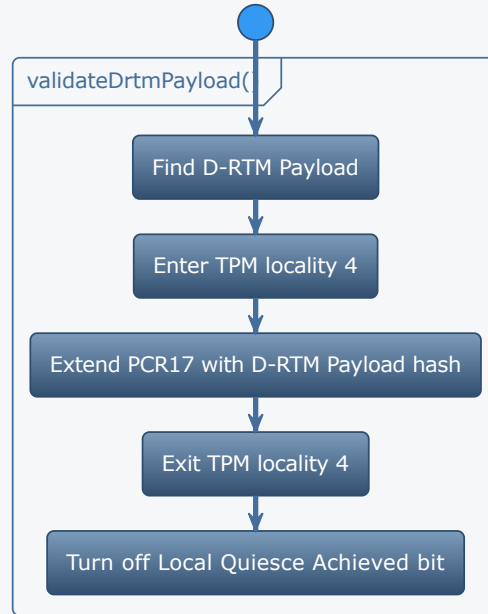 validateDrtmPayload()
Find D-RTM Payload
Enter TPM locality 4
Extend PCR17 with D-RTM Payload hash
Exit TPM locality 4
Turn off Local Quiesce Achieved bit